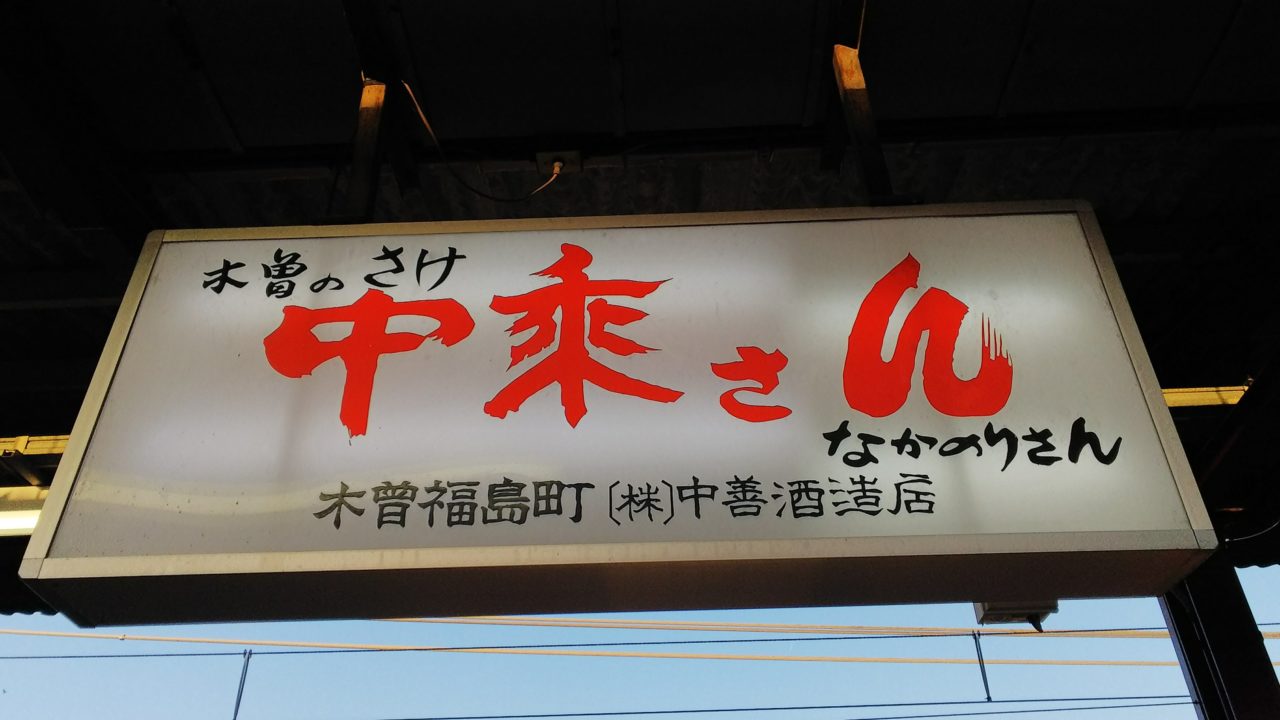 木曽のさけ
中乗さん
なかのりさん
木曽福島町〔株〕中善酒造店